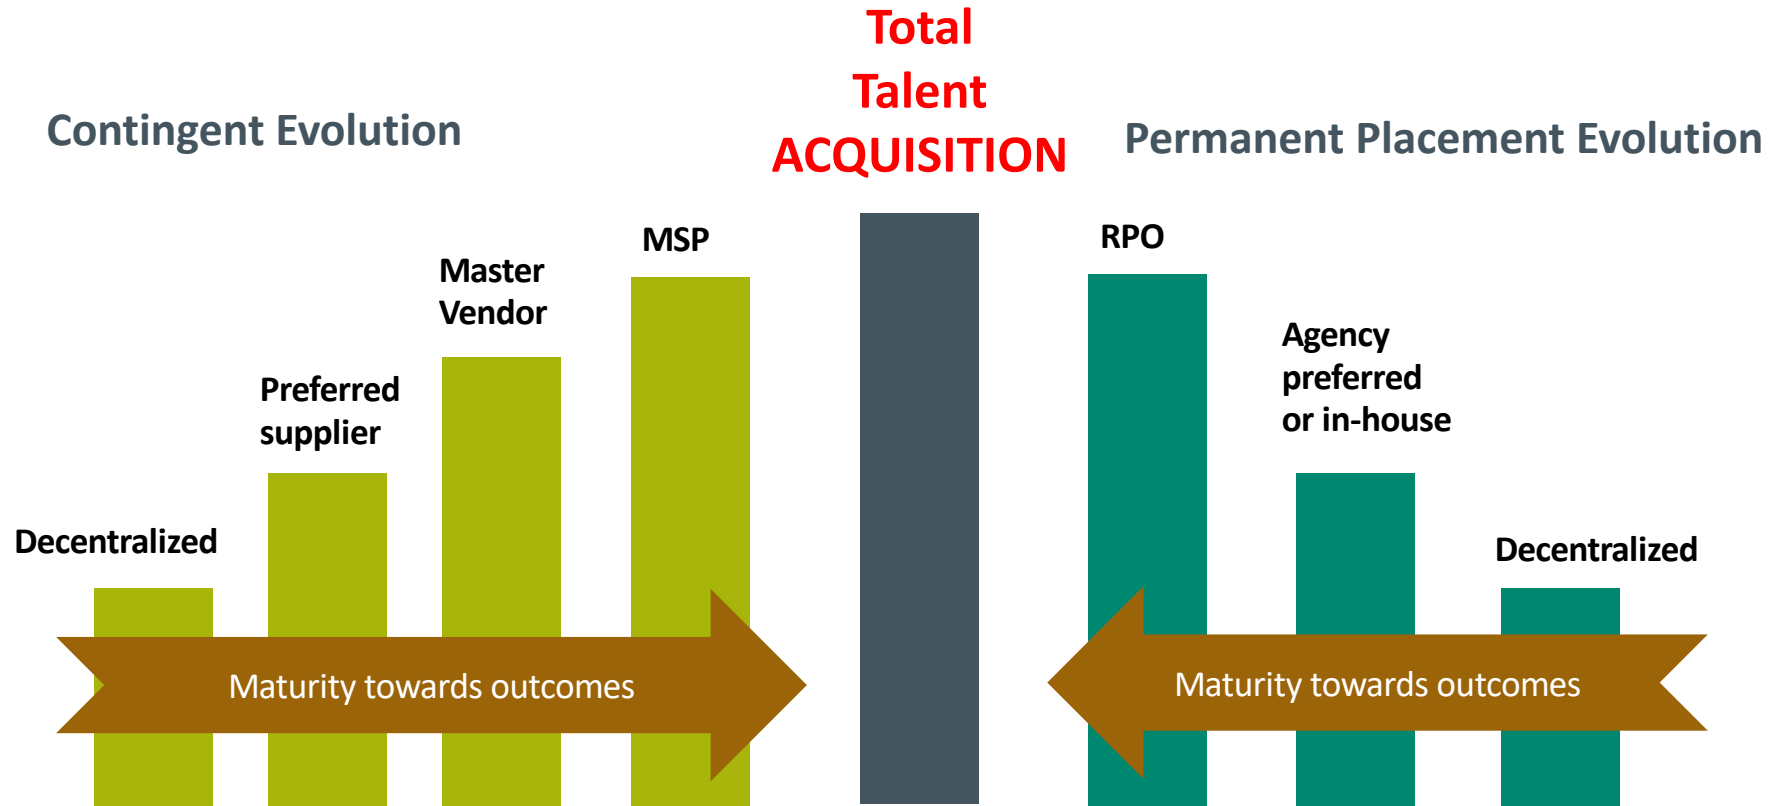 Total
Talent
ACQUISITION
Contingent Evolution
Permanent Placement Evolution
MSP
RPO
Master
Vendor
Agency
preferred
or in-house
Preferred
supplier
Decentralized
Decentralized
Maturity towards outcomes
Maturity towards outcomes